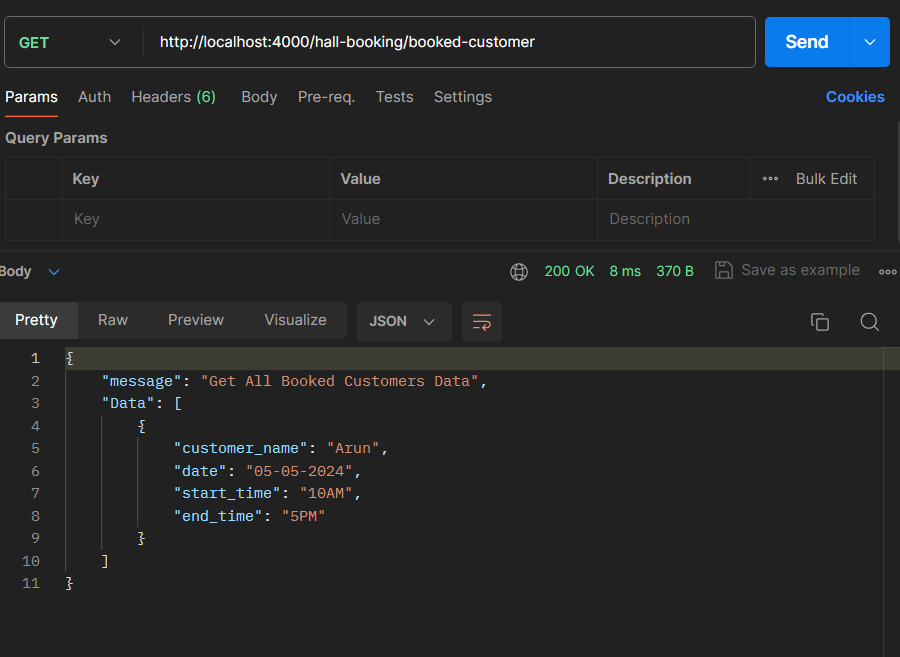 GET http://localhost:4000/hall-booking/booked-customer Send
Params Auth Headers (6) Body Pre-req. Tests Settings Cookies
Query Params
Key Value Description ••• Bulk Edit
Key Value Description
Body 200 OK 8 ms 370 B Save as example •••
Pretty Raw Preview Visualize JSON
1 {
2 "message": "Get All Booked Customers Data",
3 "Data": [
4 {
5 "customer_name": "Arun",
6 "date": "05-05-2024",
7 "start_time": "10AM",
8 "end_time": "5PM"
9 }
10 ]
11 }